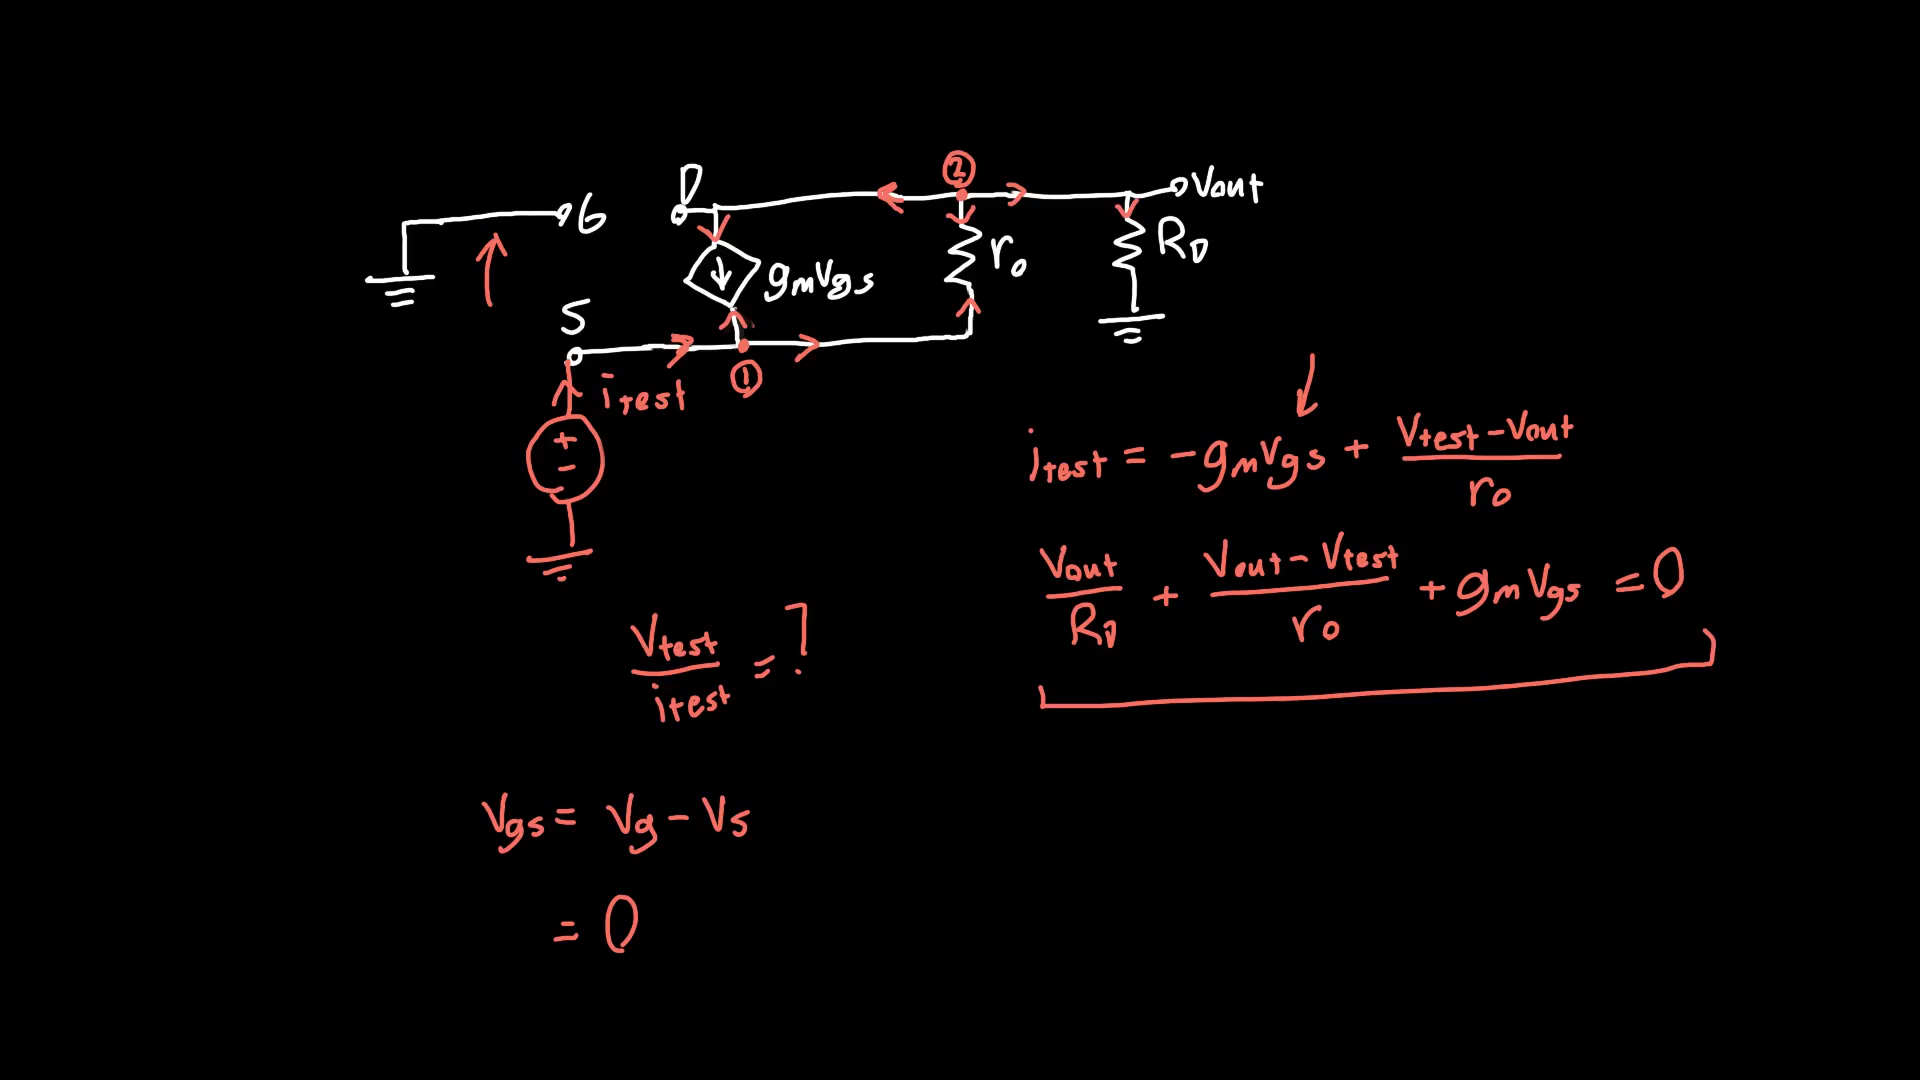 ②
D
Vout
G
ro
RD
gmVgs
S
①
itest
+
-
itest = -gmVgs + Vtest-Vout / ro
Vout / RD + Vout - Vtest / ro + gmVgs = 0
Vtest / itest = ?
Vgs = Vg - Vs
= 0